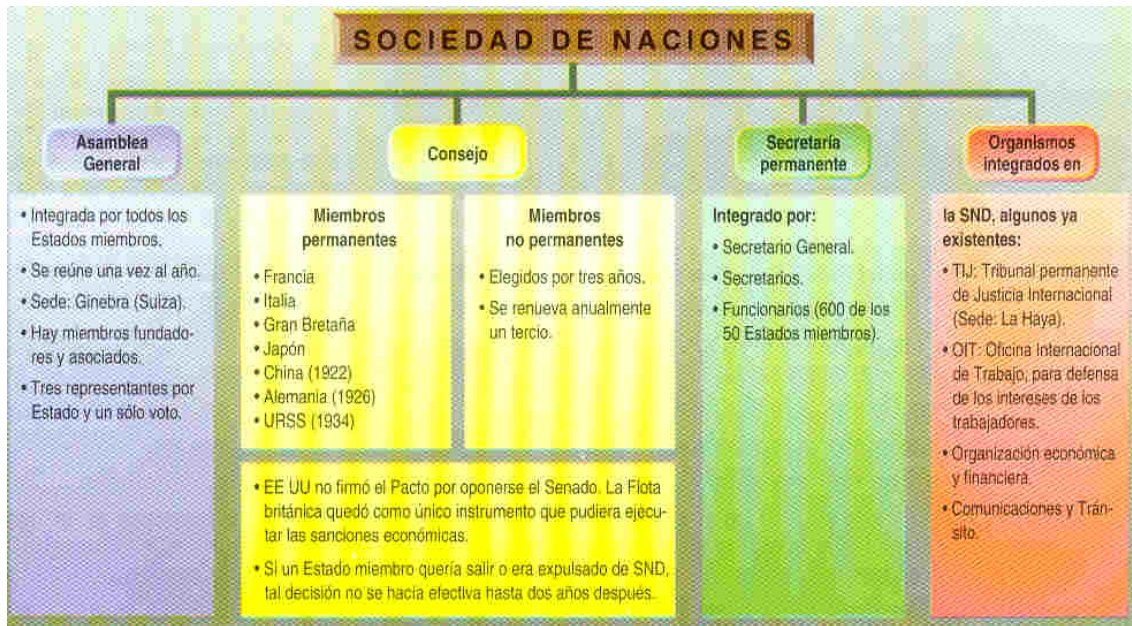 SOCIEDAD DE NACIONES
Asamblea
General
• Integrada por todos los
Estados miembros.
• Se reúne una vez al año.
• Sede: Ginebra (Suiza).
• Hay miembros fundado-
res y asociados.
• Tres representantes por
Estado y un sólo voto.
Consejo
Miembros
permanentes
• Francia
• Italia
• Gran Bretaña
• Japón
• China (1922)
• Alemania (1926)
• URSS (1934)
Miembros
no permanentes
• Elegidos por tres años.
• Se renueva anualmente
un tercio.
• EE UU no firmó el Pacto por oponerse el Senado. La Flota
británica quedó como único instrumento que pudiera ejecu-
tar las sanciones económicas.
• Si un Estado miembro quería salir o era expulsado de SND,
tal decisión no se hacía efectiva hasta dos años después.
Secretaría
permanente
Integrado por:
• Secretario General.
• Secretarios.
• Funcionarios (600 de los
50 Estados miembros).
Organismos
integrados en
la SND, algunos ya
existentes:
• TIJ: Tribunal permanente
de Justicia Internacional
(Sede: La Haya).
• OIT: Oficina Internacional
de Trabajo, para defensa
de los intereses de los
trabajadores.
• Organización económica
y financiera.
• Comunicaciones y Trán-
sito.